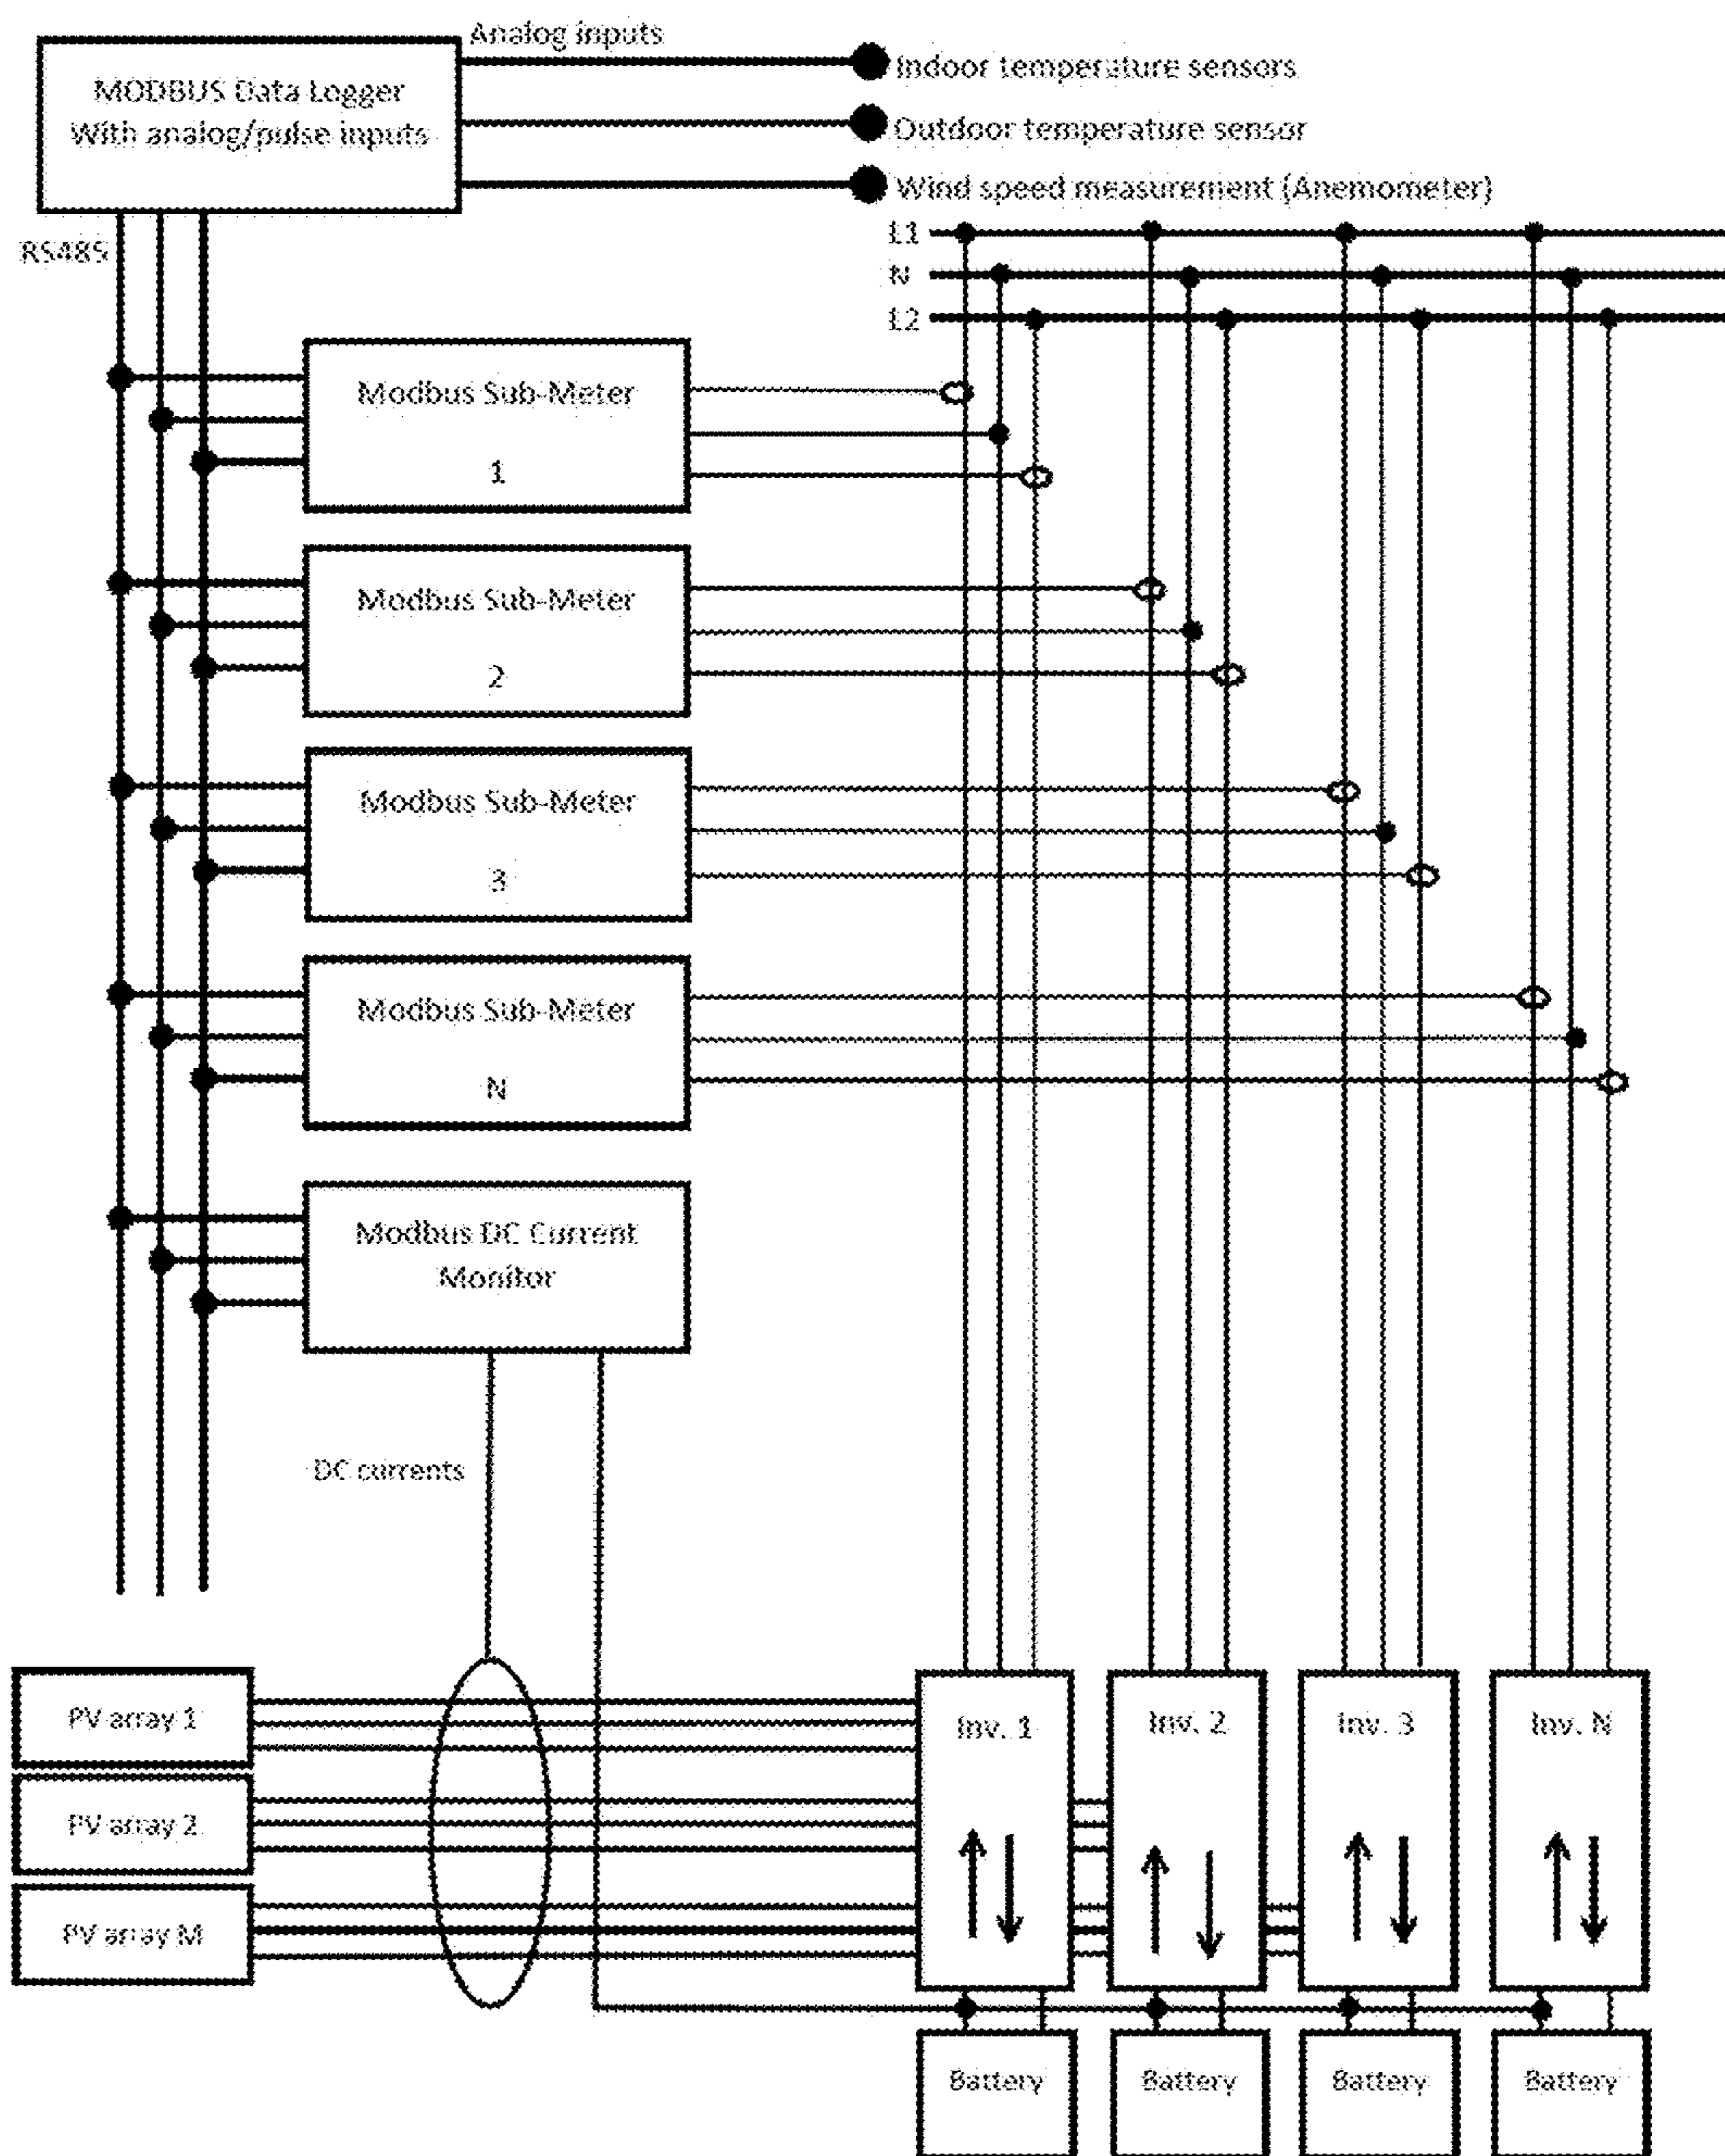 Analog inputs
MODBUS Data Logger
With analog/pulse inputs
Indoor temperature sensors
Outdoor temperature sensor
Wind speed measurement (Anemometer)
RS485
L1
N
L2
Modbus Sub-Meter
1
Modbus Sub-Meter
2
Modbus Sub-Meter
3
Modbus Sub-Meter
N
Modbus DC Current
Monitor
DC currents
PV array 1
PV array 2
PV array M
Inv. 1
Inv. 2
Inv. 3
Inv. N
Battery
Battery
Battery
Battery